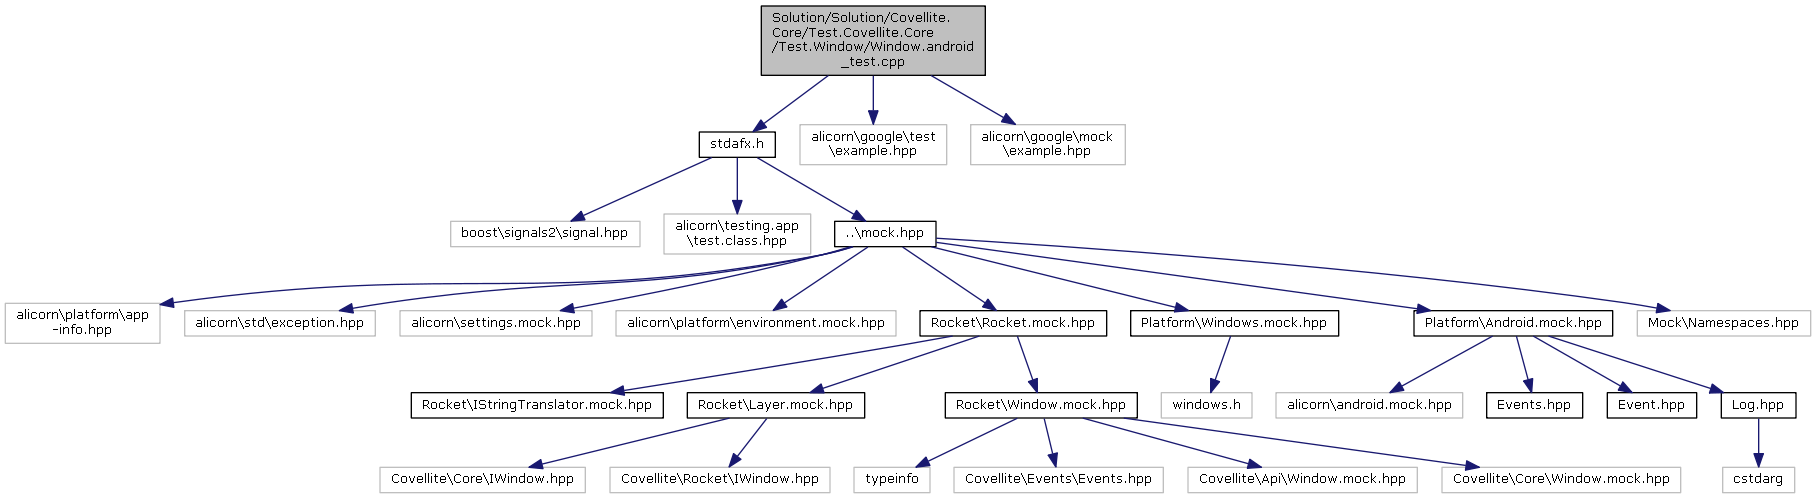 Solution/Solution/Covellite.
Core/Test.Covellite.Core
/Test.Window/Window.android
_test.cpp
stdafx.h
alicorn\google\test
\example.hpp
alicorn\google\mock
\example.hpp
boost\signals2\signal.hpp
alicorn\testing.app
\test.class.hpp
..\mock.hpp
alicorn\platform\app
-info.hpp
alicorn\std\exception.hpp
alicorn\settings.mock.hpp
alicorn\platform\environment.mock.hpp
Rocket\Rocket.mock.hpp
Platform\Windows.mock.hpp
Platform\Android.mock.hpp
Mock\Namespaces.hpp
Rocket\IStringTranslator.mock.hpp
Rocket\Layer.mock.hpp
Rocket\Window.mock.hpp
windows.h
alicorn\android.mock.hpp
Events.hpp
Event.hpp
Log.hpp
Covellite\Core\IWindow.hpp
Covellite\Rocket\IWindow.hpp
typeinfo
Covellite\Events\Events.hpp
Covellite\Api\Window.mock.hpp
Covellite\Core\Window.mock.hpp
cstdarg